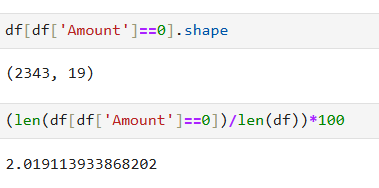 df[df['Amount']==0].shape
(2343, 19)
(len(df[df['Amount']==0])/len(df))*100
2.019113933868202